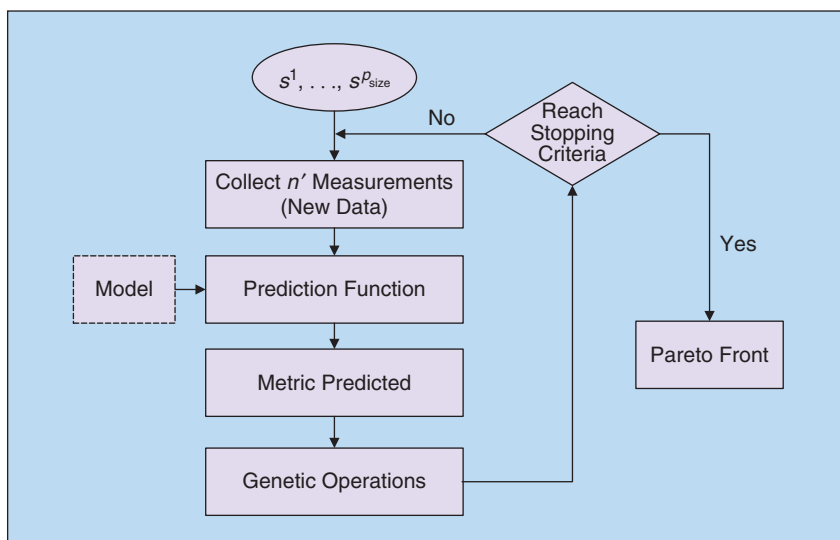 s¹, . . ., sᵖsize
No
Reach
Stopping
Criteria
Collect n′ Measurements
(New Data)
Yes
Model
Prediction Function
Metric Predicted
Pareto Front
Genetic Operations